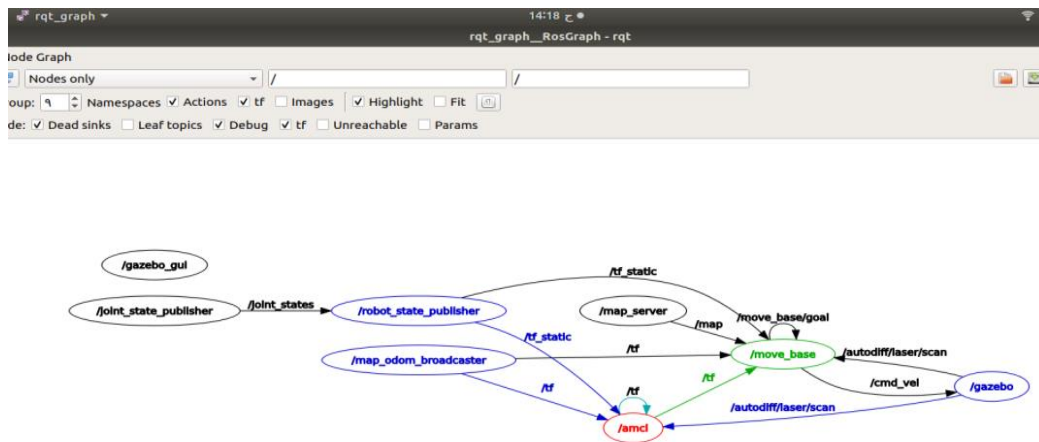 rqt_graph
14:18 ح
rqt_graph__RosGraph - rqt
Node Graph
Nodes only / /
oup: ٩ Namespaces Actions tf Images Highlight Fit
de: Dead sinks Leaf topics Debug tf Unreachable Params
/gazebo_gui
/tf_static
/joint_state_publisher
/joint_states
/robot_state_publisher
/map_server
/move_base/goal
/map
/tf_static
/map_odom_broadcaster
/tf
/move_base
/autodiff/laser/scan
/tf
/tf
/tf
/cmd_vel
/gazebo
/autodiff/laser/scan
/amcl